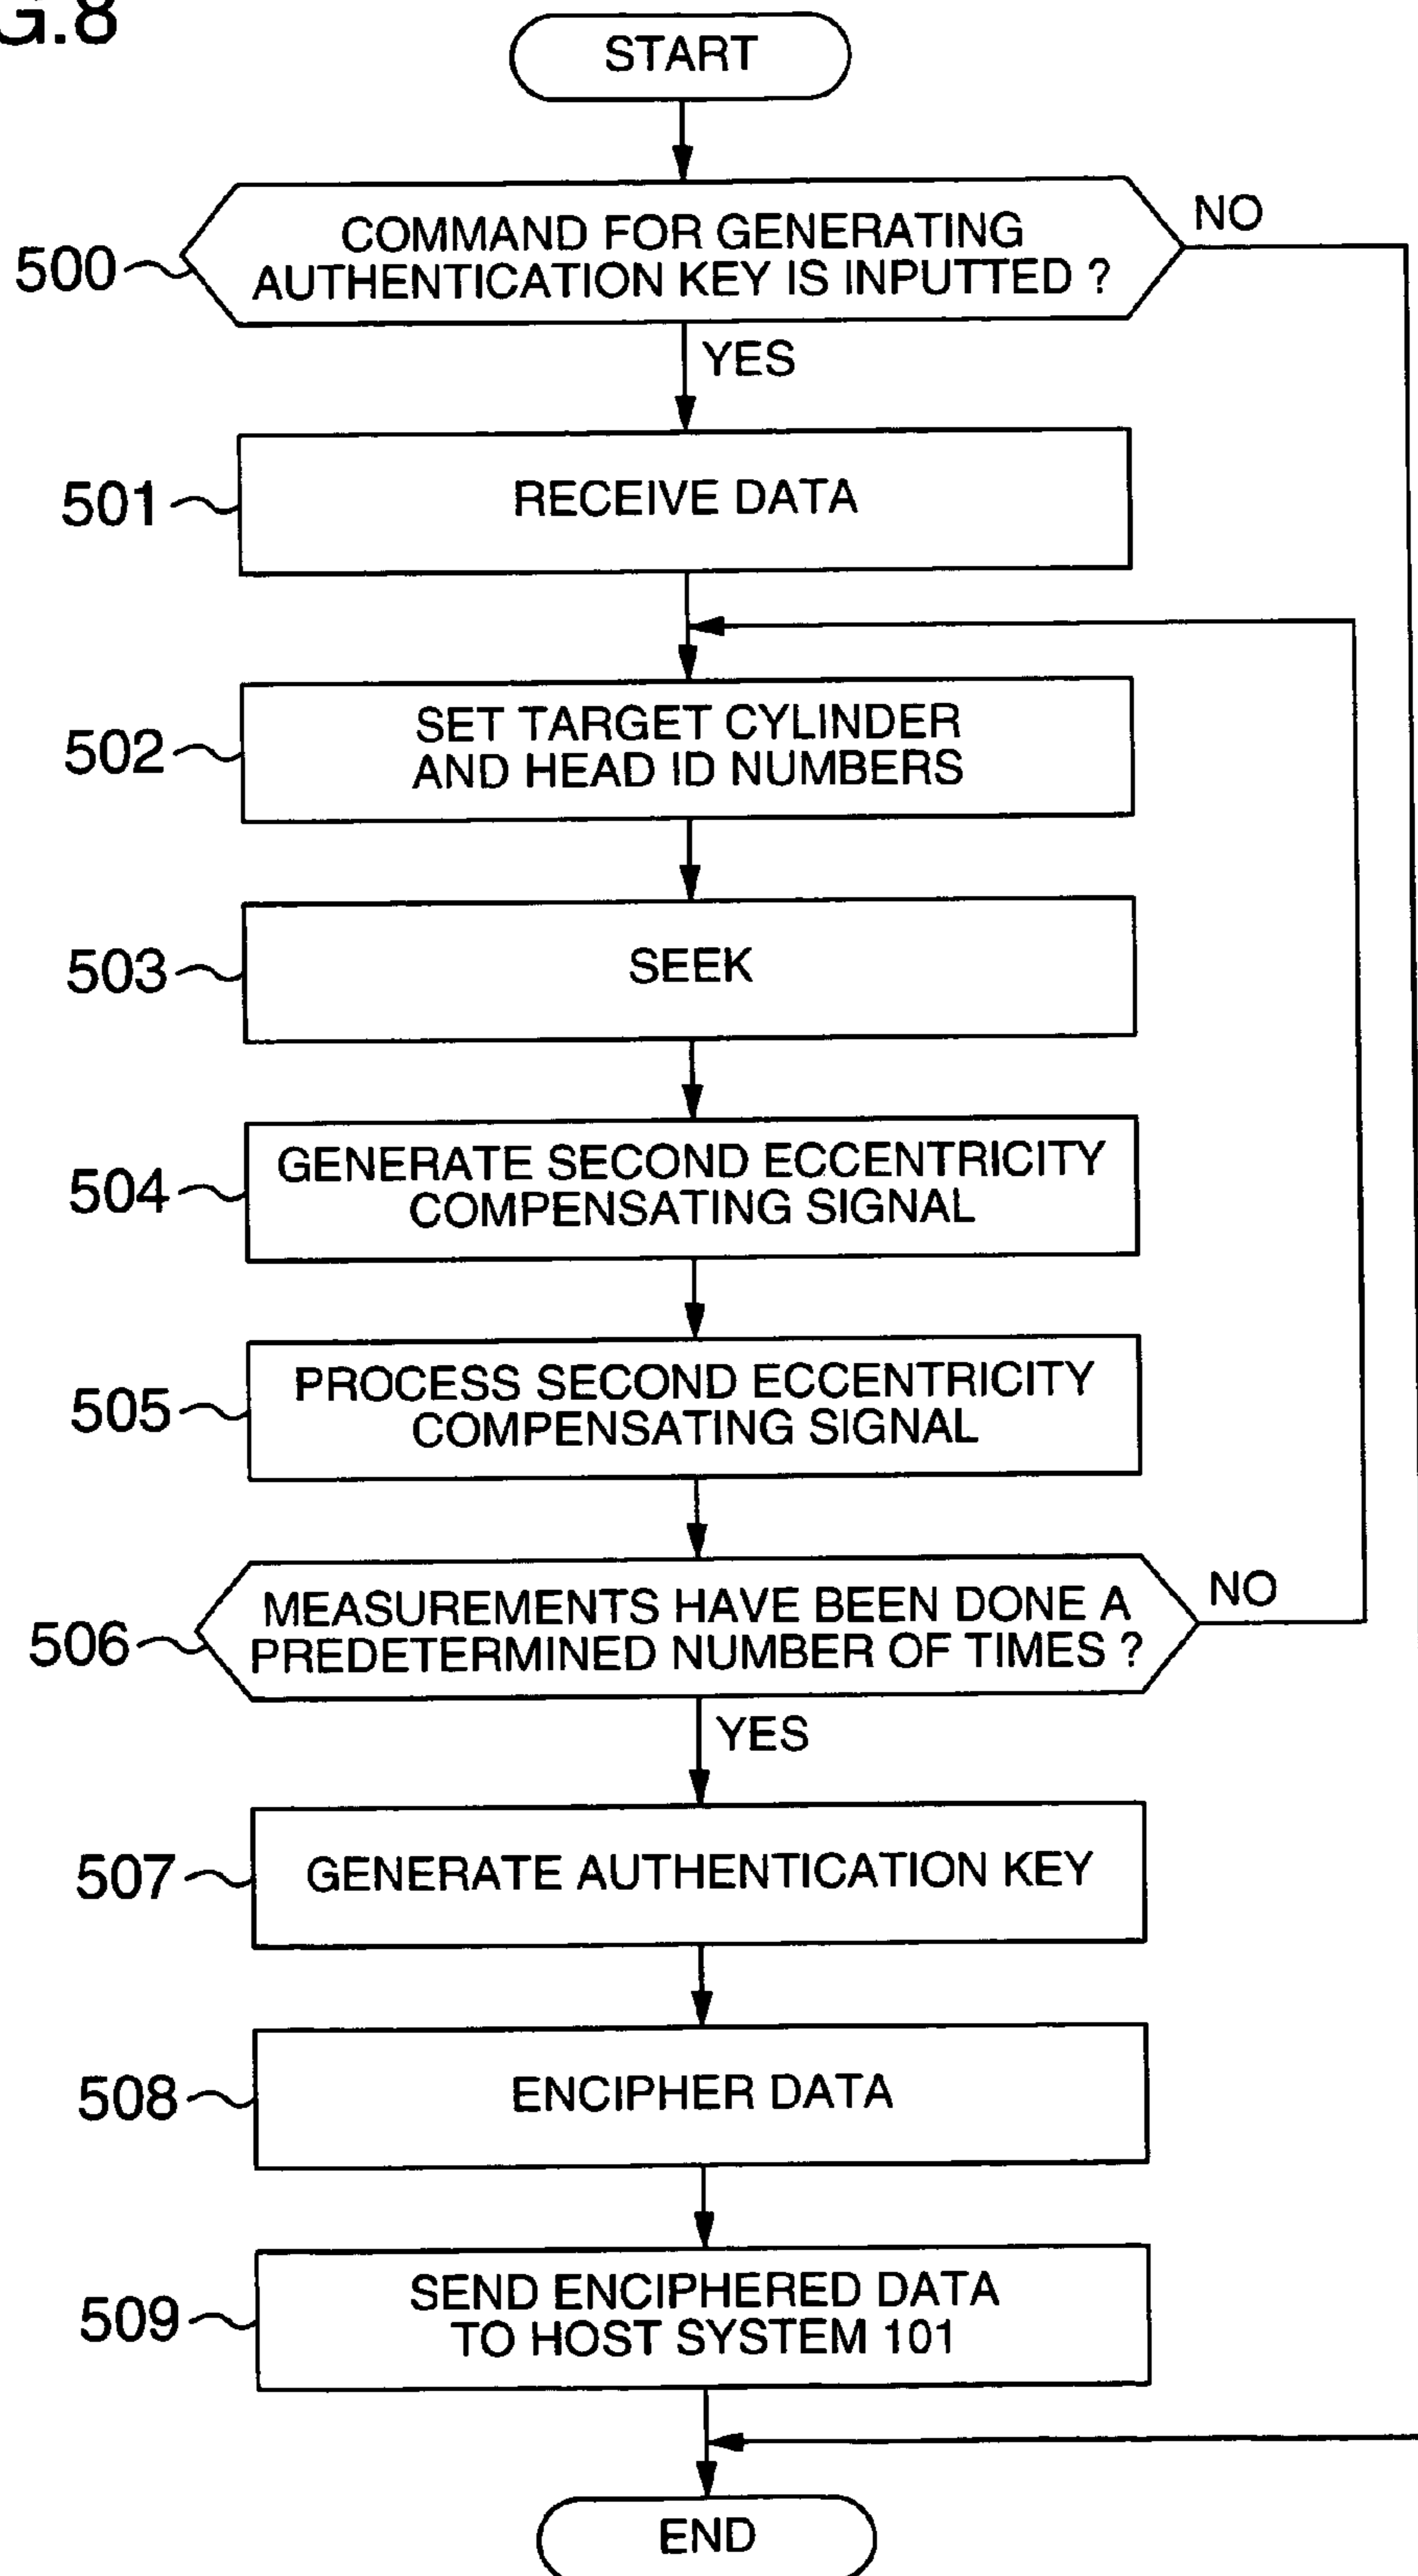 G.8
START
COMMAND FOR GENERATING
AUTHENTICATION KEY IS INPUTTED ?
NO
500
YES
501
RECEIVE DATA
502
SET TARGET CYLINDER
AND HEAD ID NUMBERS
503
SEEK
504
GENERATE SECOND ECCENTRICITY
COMPENSATING SIGNAL
505
PROCESS SECOND ECCENTRICITY
COMPENSATING SIGNAL
506
MEASUREMENTS HAVE BEEN DONE A
PREDETERMINED NUMBER OF TIMES ?
NO
YES
507
GENERATE AUTHENTICATION KEY
508
ENCIPHER DATA
509
SEND ENCIPHERED DATA
TO HOST SYSTEM 101
END